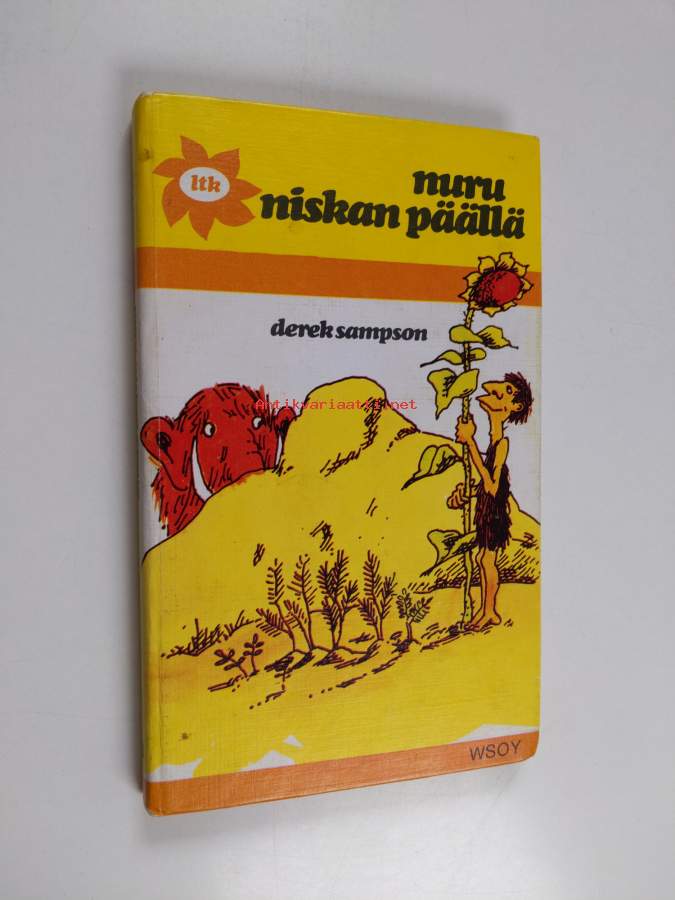 ltk
nuru
niskan päällä
derek sampson
Antikvariaatti.net
WSOY